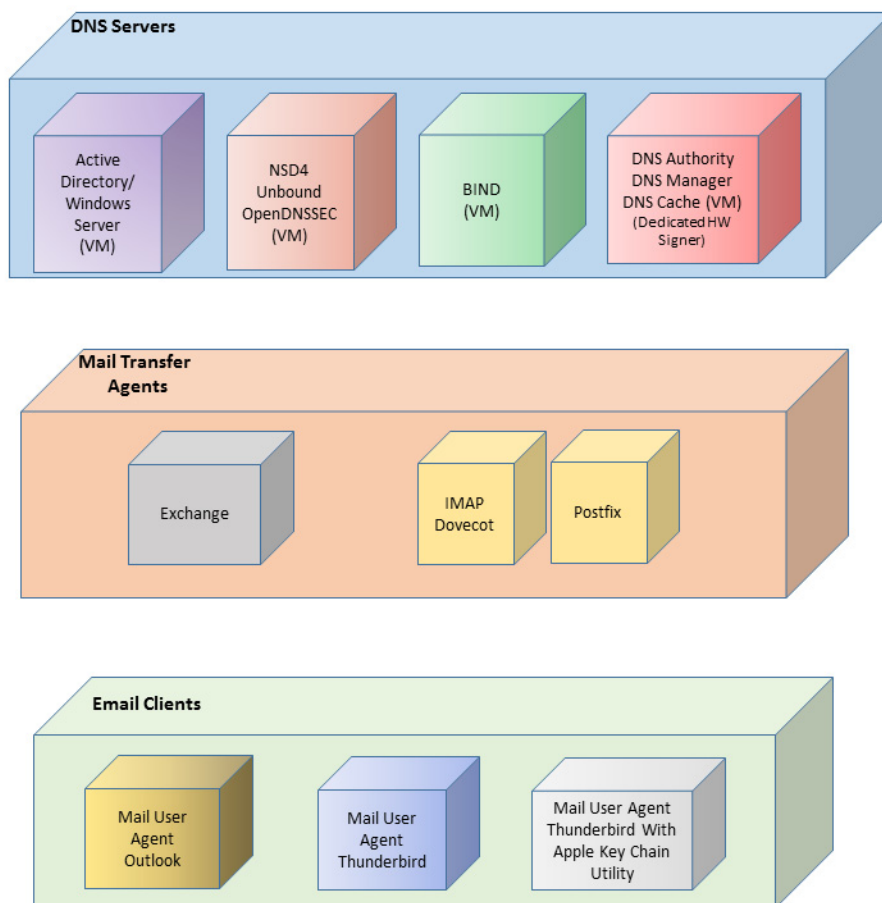 DNS Servers
Active
Directory/
Windows
Server
(VM)
NSD4
Unbound
OpenDNSSEC
(VM)
BIND
(VM)
DNS Authority
DNS Manager
DNS Cache (VM)
(Dedicated HW
Signer)
Mail Transfer
Agents
Exchange
IMAP
Dovecot
Postfix
Email Clients
Mail User
Agent
Outlook
Mail User
Agent
Thunderbird
Mail User Agent
Thunderbird With
Apple Key Chain
Utility